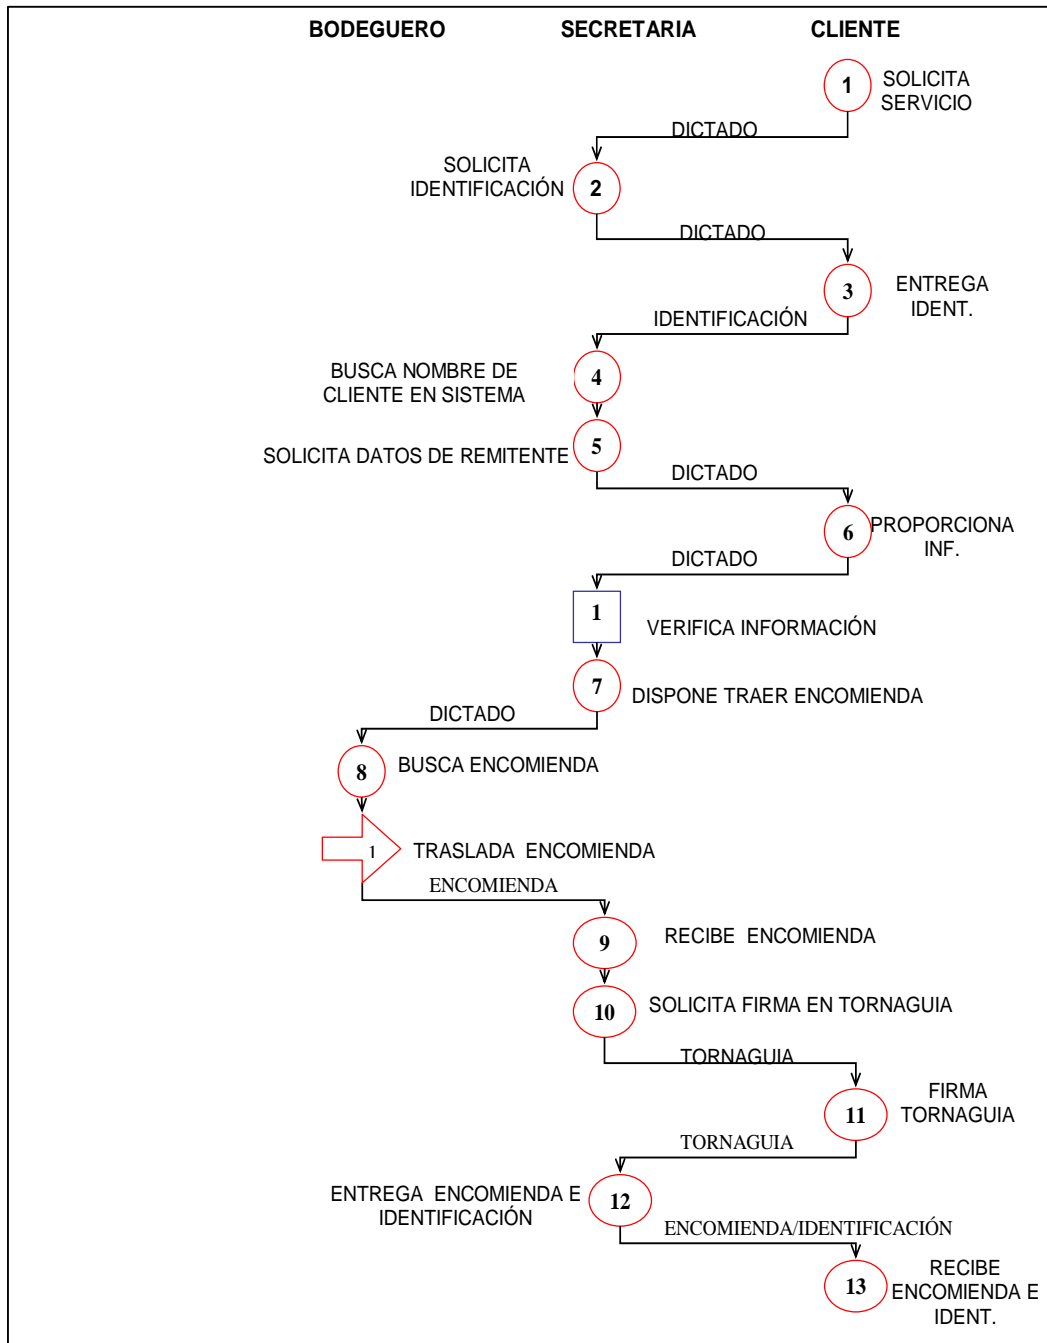 BODEGUERO SECRETARIA CLIENTE
1 SOLICITA
SERVICIO
DICTADO
SOLICITA
IDENTIFICACIÓN
2
DICTADO
3 ENTREGA
IDENT.
IDENTIFICACIÓN
BUSCA NOMBRE DE
CLIENTE EN SISTEMA
4
SOLICITA DATOS DE REMITENTE 5
DICTADO
6 PROPORCIONA
INF.
DICTADO
1 VERIFICA INFORMACIÓN
7 DISPONE TRAER ENCOMIENDA
DICTADO
8 BUSCA ENCOMIENDA
1 TRASLADA ENCOMIENDA
ENCOMIENDA
9 RECIBE ENCOMIENDA
10 SOLICITA FIRMA EN TORNAGUIA
TORNAGUIA
11 FIRMA
TORNAGUIA
TORNAGUIA
ENTREGA ENCOMIENDA E
IDENTIFICACIÓN
12
ENCOMIENDA/IDENTIFICACIÓN
13 RECIBE
ENCOMIENDA E
IDENT.